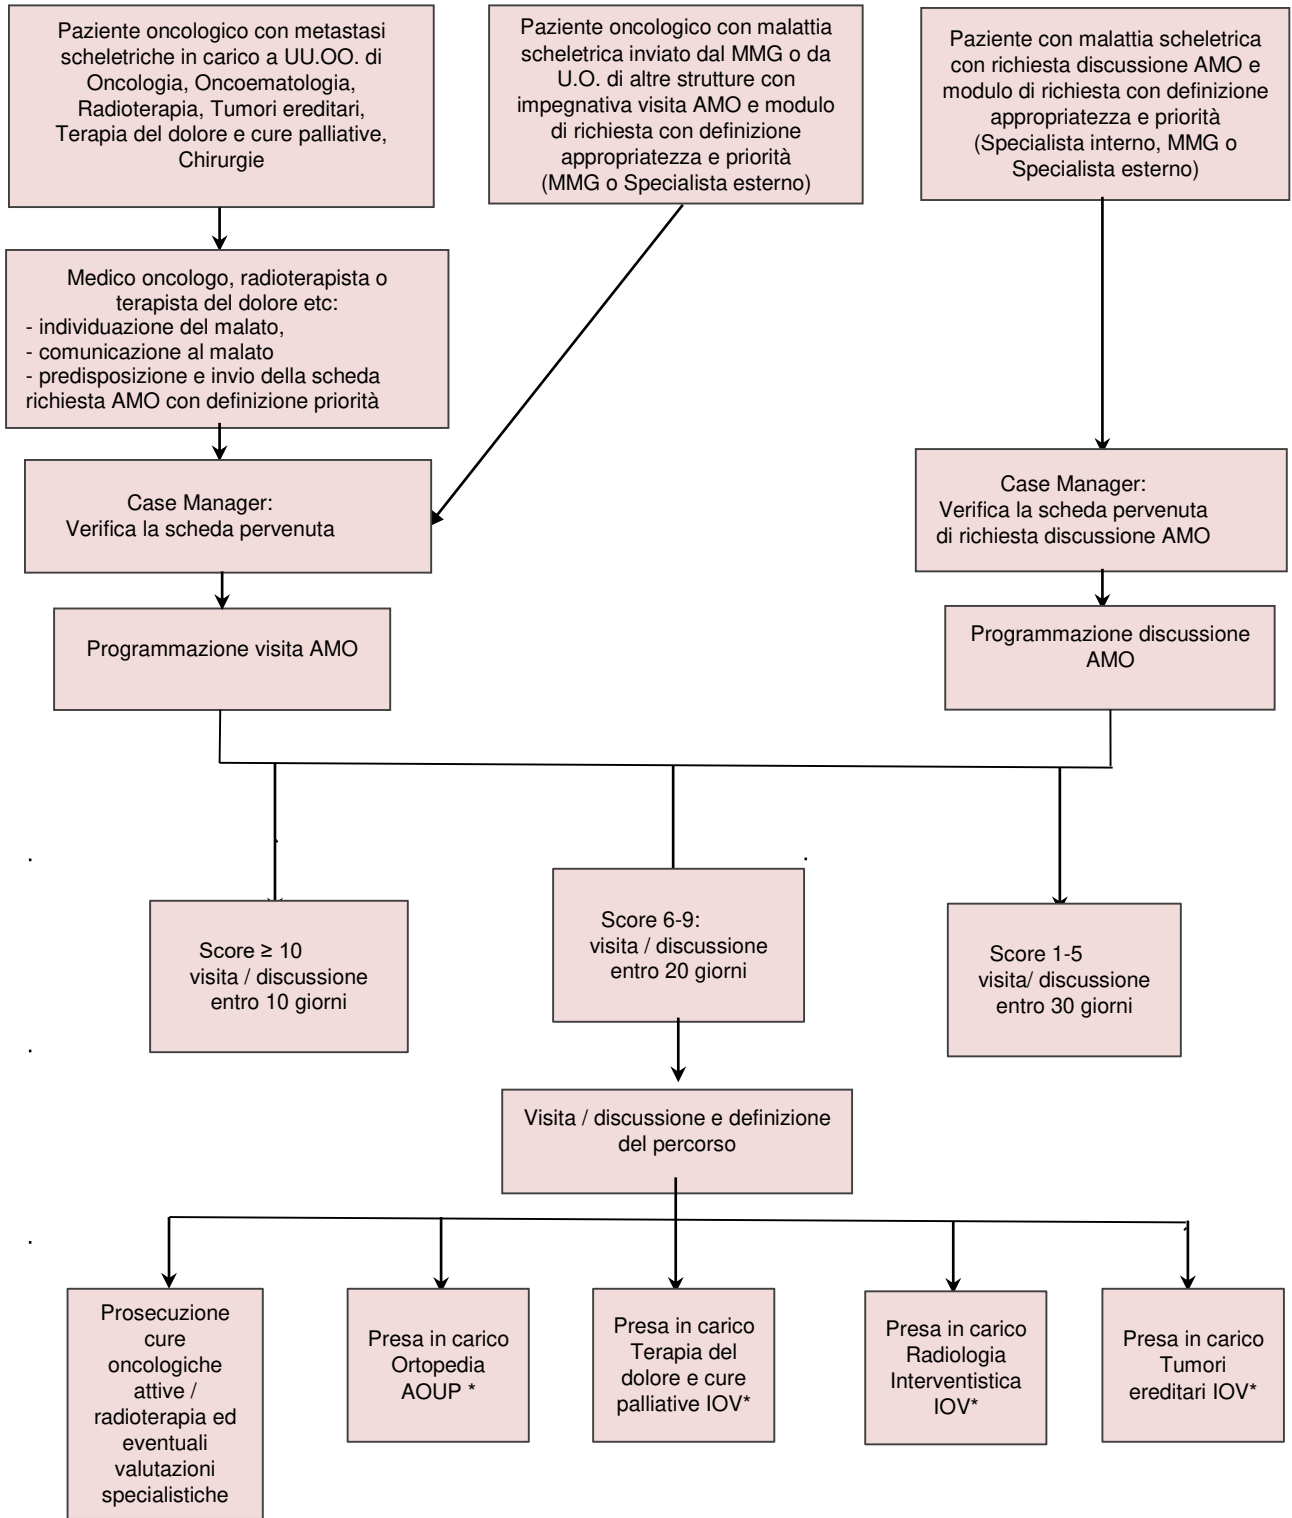 Paziente oncologico con metastasi
scheletriche in carico a UU.OO. di
Oncologia, Oncoematologia,
Radioterapia, Tumori ereditari,
Terapia del dolore e cure palliative,
Chirurgie
Paziente oncologico con malattia
scheletrica inviato dal MMG o da
U.O. di altre strutture con
impegnativa visita AMO e modulo
di richiesta con definizione
appropriatezza e priorità
(MMG o Specialista esterno)
Paziente con malattia scheletrica
con richiesta discussione AMO e
modulo di richiesta con definizione
appropriatezza e priorità
(Specialista interno, MMG o
Specialista esterno)
Medico oncologo, radioterapista o
terapista del dolore etc:
- individuazione del malato,
- comunicazione al malato
- predisposizione e invio della scheda
richiesta AMO con definizione priorità
Case Manager:
Verifica la scheda pervenuta
Case Manager:
Verifica la scheda pervenuta
di richiesta discussione AMO
Programmazione visita AMO
Programmazione discussione
AMO
Score ≥ 10
visita / discussione
entro 10 giorni
Score 6-9:
visita / discussione
entro 20 giorni
Score 1-5
visita/ discussione
entro 30 giorni
Visita / discussione e definizione
del percorso
Prosecuzione
cure
oncologiche
attive /
radioterapia ed
eventuali
valutazioni
specialistiche
Presa in carico
Ortopedia
AOUP *
Presa in carico
Terapia del
dolore e cure
palliative IOV*
Presa in carico
Radiologia
Interventistica
IOV*
Presa in carico
Tumori
ereditari IOV*